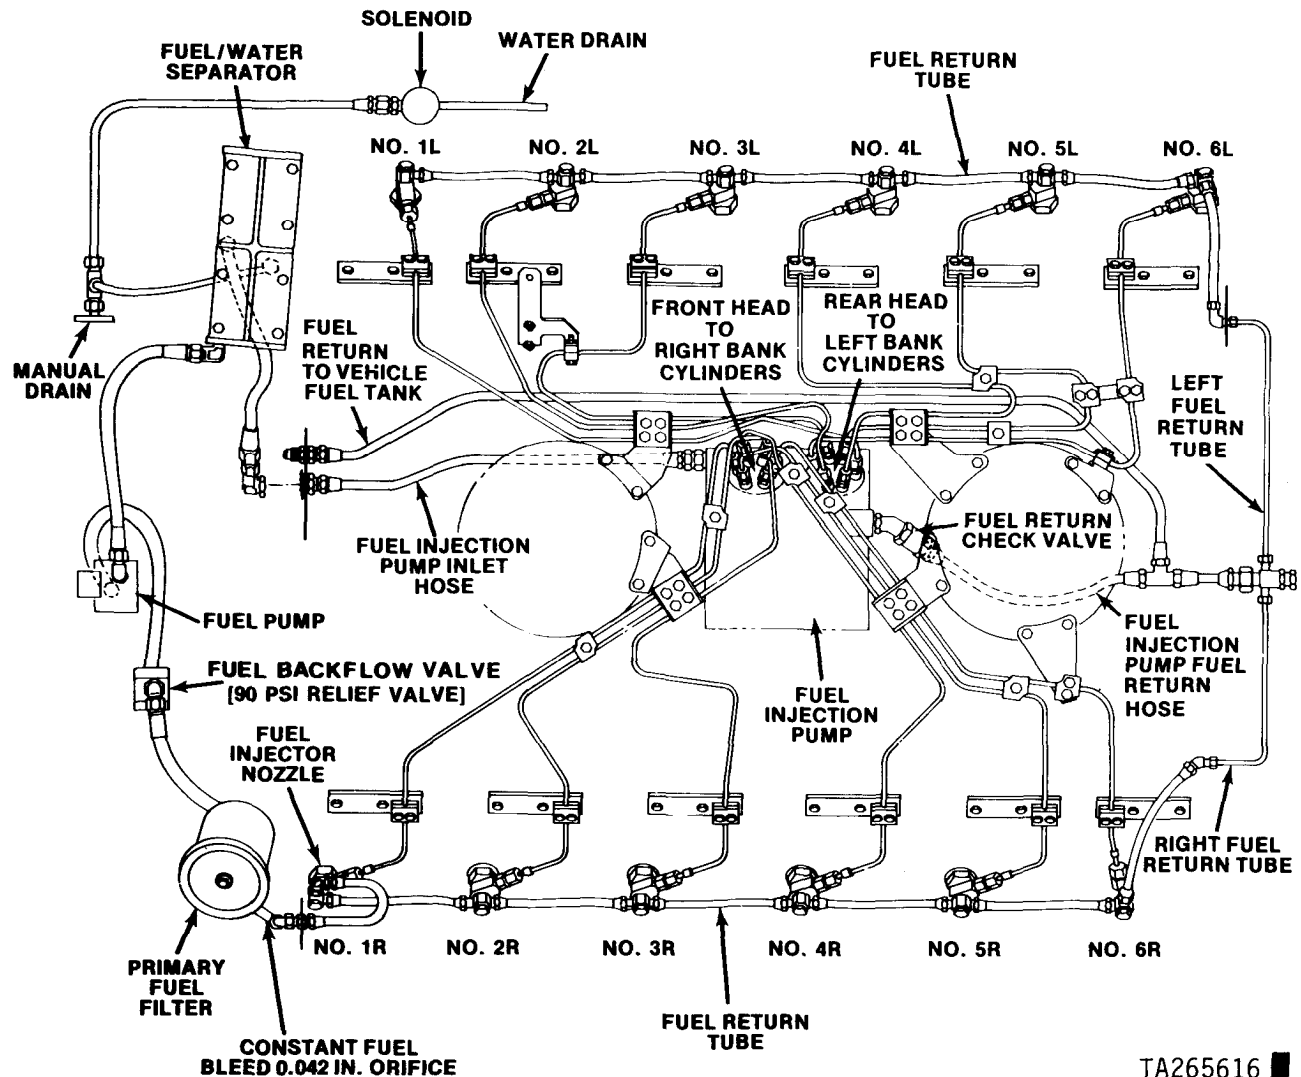 SOLENOID
WATER DRAIN
FUEL/WATER
SEPARATOR
FUEL RETURN
TUBE
NO. 1L
NO. 2L
NO. 3L
NO. 4L
NO. 5L
NO. 6L
MANUAL
DRAIN
FUEL
RETURN
TO VEHICLE
FUEL TANK
FRONT HEAD
TO
RIGHT BANK
CYLINDERS
REAR HEAD
TO
LEFT BANK
CYLINDERS
LEFT
FUEL
RETURN
TUBE
FUEL INJECTION
PUMP INLET
HOSE
FUEL RETURN
CHECK VALVE
FUEL PUMP
FUEL BACKFLOW VALVE
[90 PSI RELIEF VALVE]
FUEL
INJECTION
PUMP
FUEL
INJECTION
PUMP FUEL
RETURN
HOSE
FUEL
INJECTOR
NOZZLE
RIGHT FUEL
RETURN TUBE
NO. 1R
NO. 2R
NO. 3R
NO. 4R
NO. 5R
NO. 6R
PRIMARY
FUEL
FILTER
FUEL RETURN
TUBE
CONSTANT FUEL
BLEED 0.042 IN. ORIFICE
TA265616